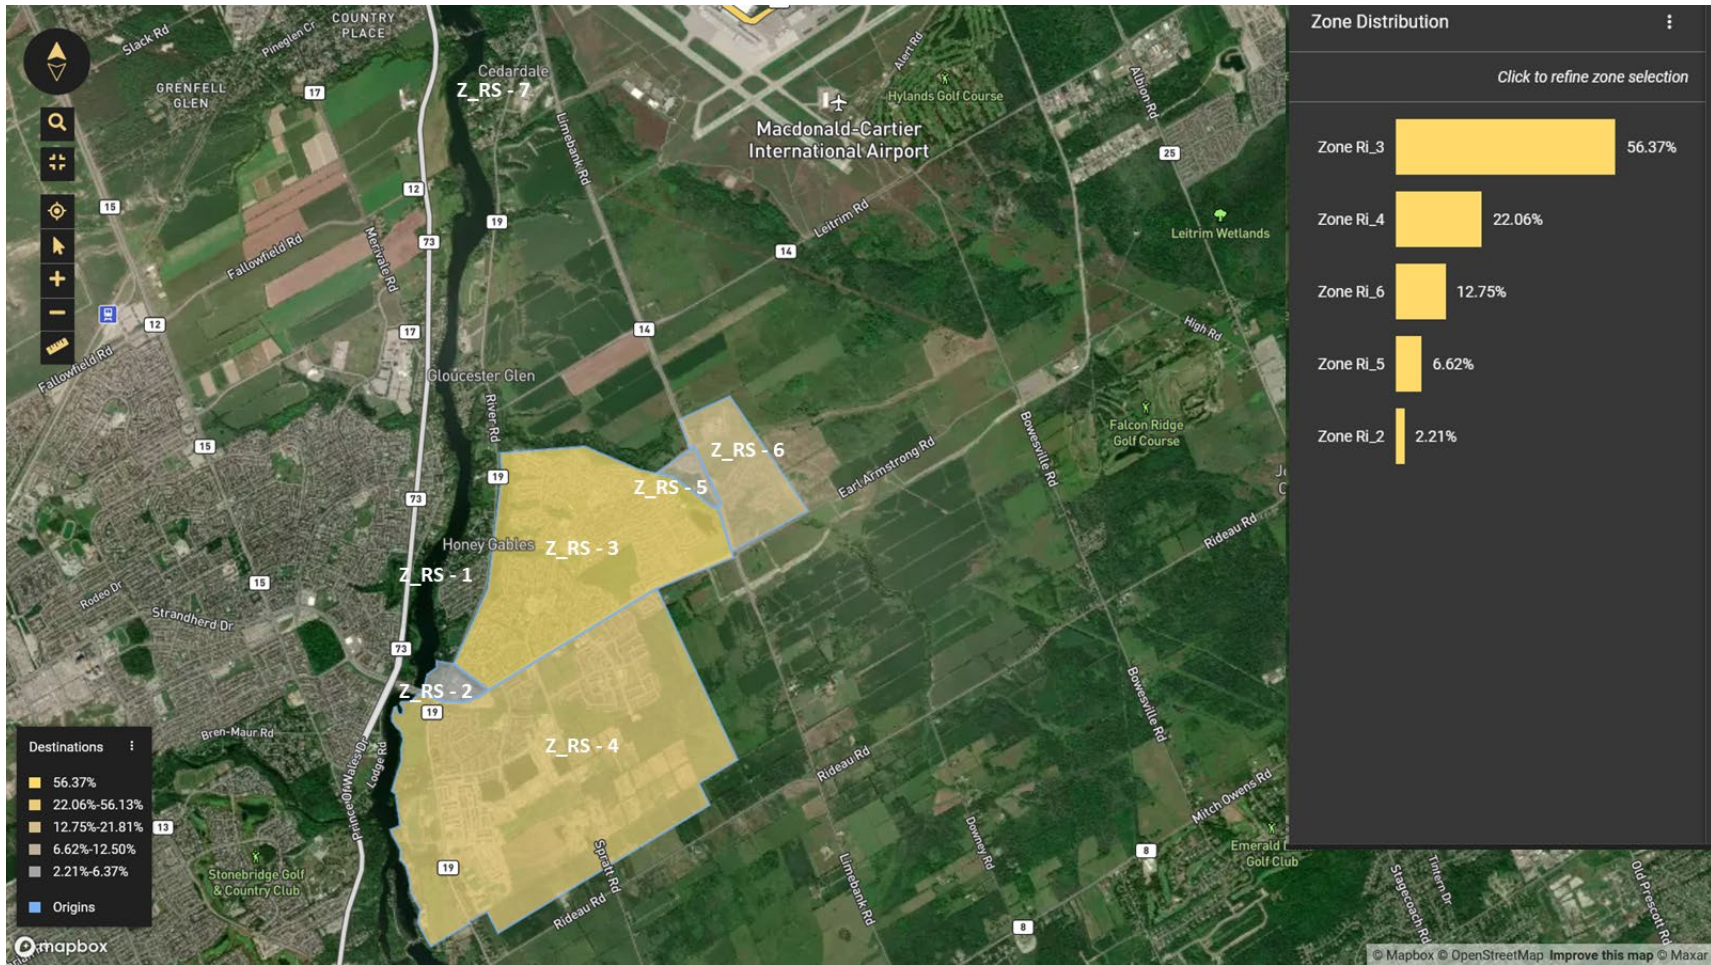 Slack Rd
Pineglen Cr
COUNTRY
PLACE
GRENFELL
GLEN
17
Cedardale
Z_RS - 7
Alert Rd
Hylands Golf Course
Albion Rd
Macdonald-Cartier
International Airport
25
Limebank Rd
12
15
19
Leitrim Rd
Leitrim Wetlands
Fallowfield Rd
Merivale Rd
73
14
12
17
14
High Rd
Fallowfield Rd
Gloucester Glen
River Rd
Bowesville Rd
Falcon Ridge
Golf Course
15
Z_RS - 6
Earl Armstrong Rd
19
Z_RS - 5
73
Rideau Rd
Honey Gables
Z_RS - 3
Z_RS - 1
15
Rodeo Dr
Strandherd Dr
73
Z_RS - 2
19
Bren-Maur Rd
Z_RS - 4
Bowesville Rd
Prince Of Wales Dr
Lodge Rd
Rideau Rd
Mitch Owens Rd
13
19
Spratt Rd
Rideau Rd
Limebank Rd
Downey Rd
8
8
Emerald
Golf Club
Stonebridge Golf
& Country Club
Stagecoach Rd
Tintern Dr
Old Prescott Rd
Destinations
56.37%
22.06%-56.13%
12.75%-21.81%
6.62%-12.50%
2.21%-6.37%
Origins
mapbox
Zone Distribution
Click to refine zone selection
Zone Ri_3
56.37%
Zone Ri_4
22.06%
Zone Ri_6
12.75%
Zone Ri_5
6.62%
Zone Ri_2
2.21%
© Mapbox © OpenStreetMap Improve this map © Maxar